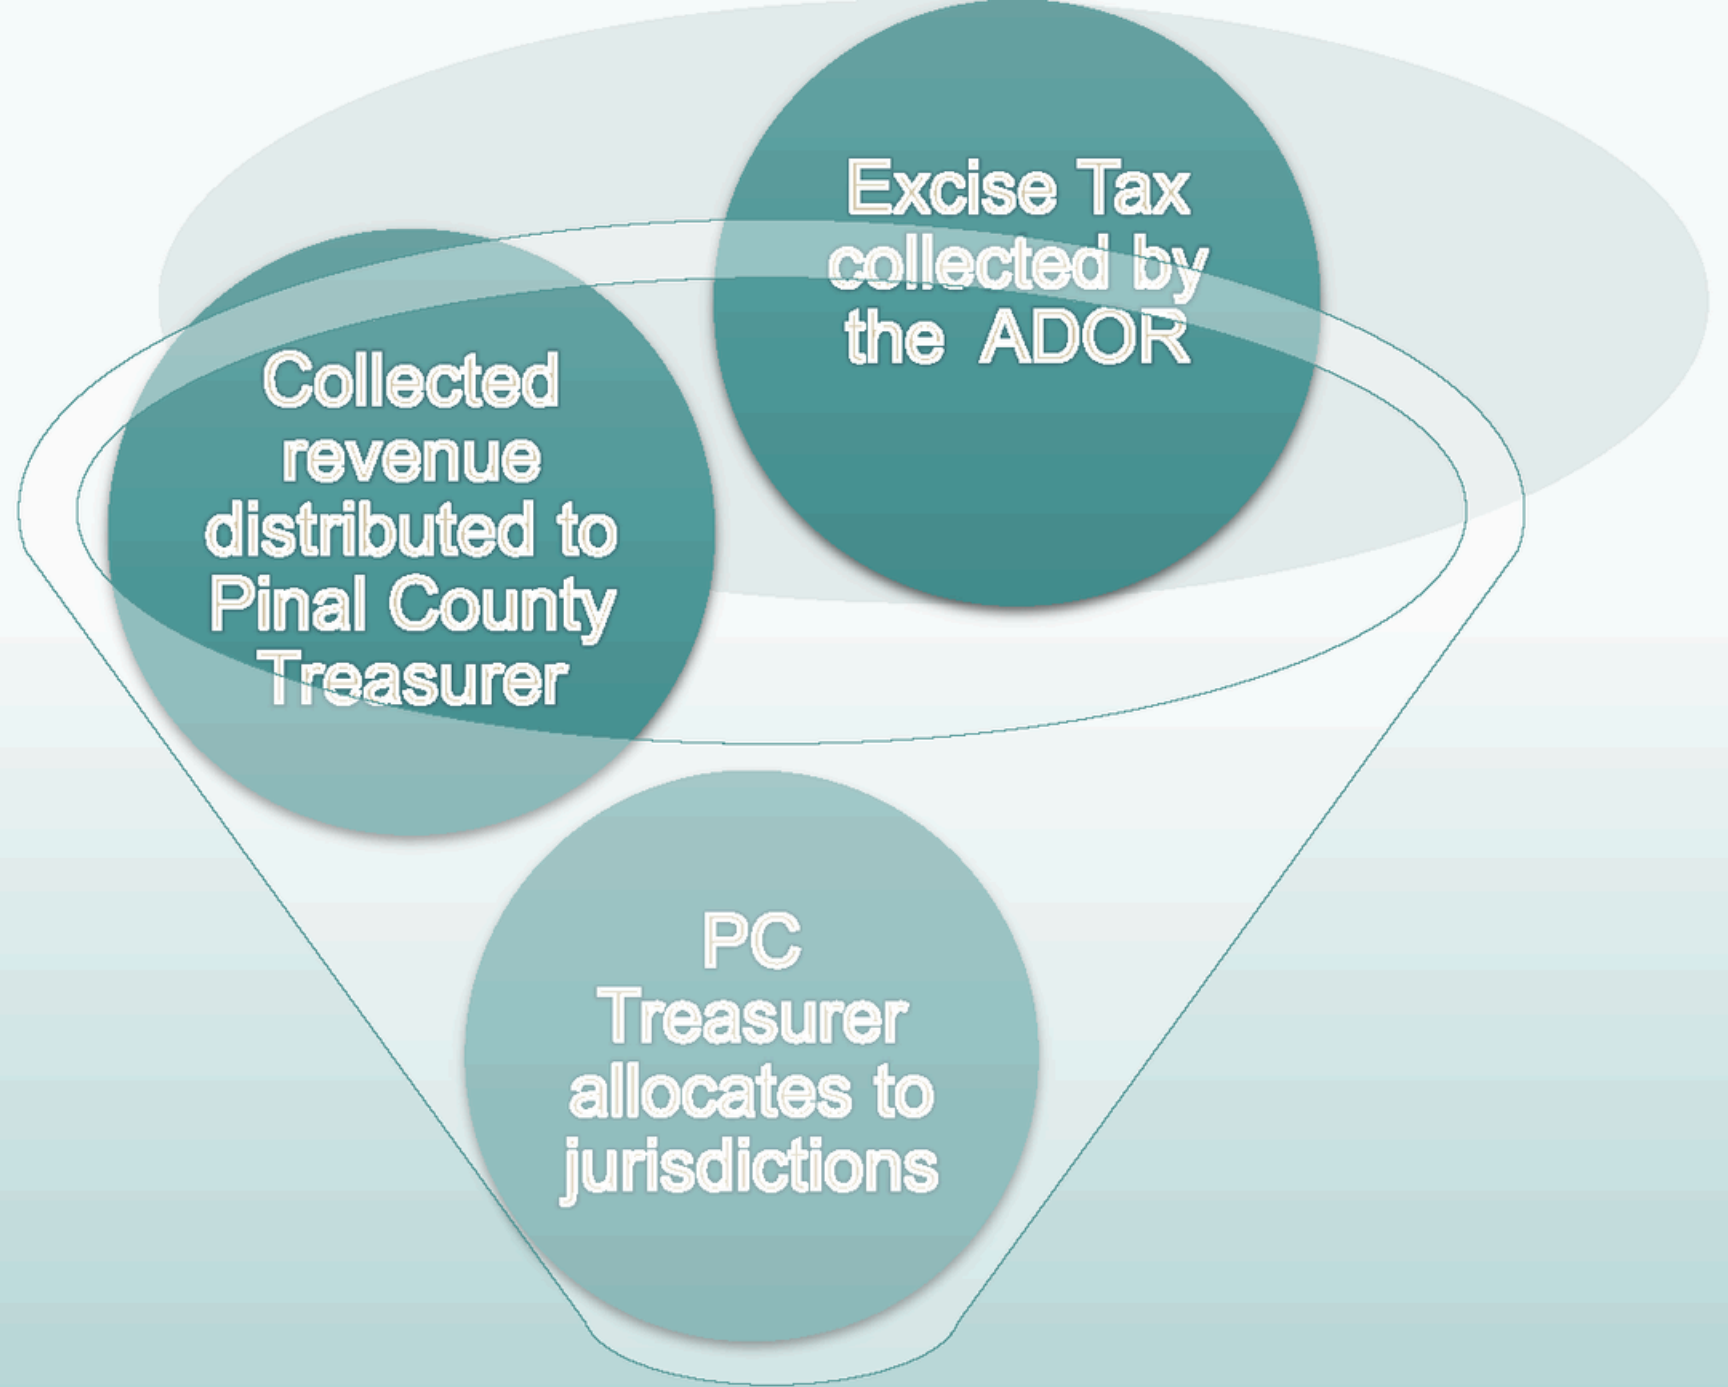 Excise Tax
collected by
the ADOR
Collected
revenue
distributed to
Pinal County
Treasurer
PC
Treasurer
allocates to
jurisdictions